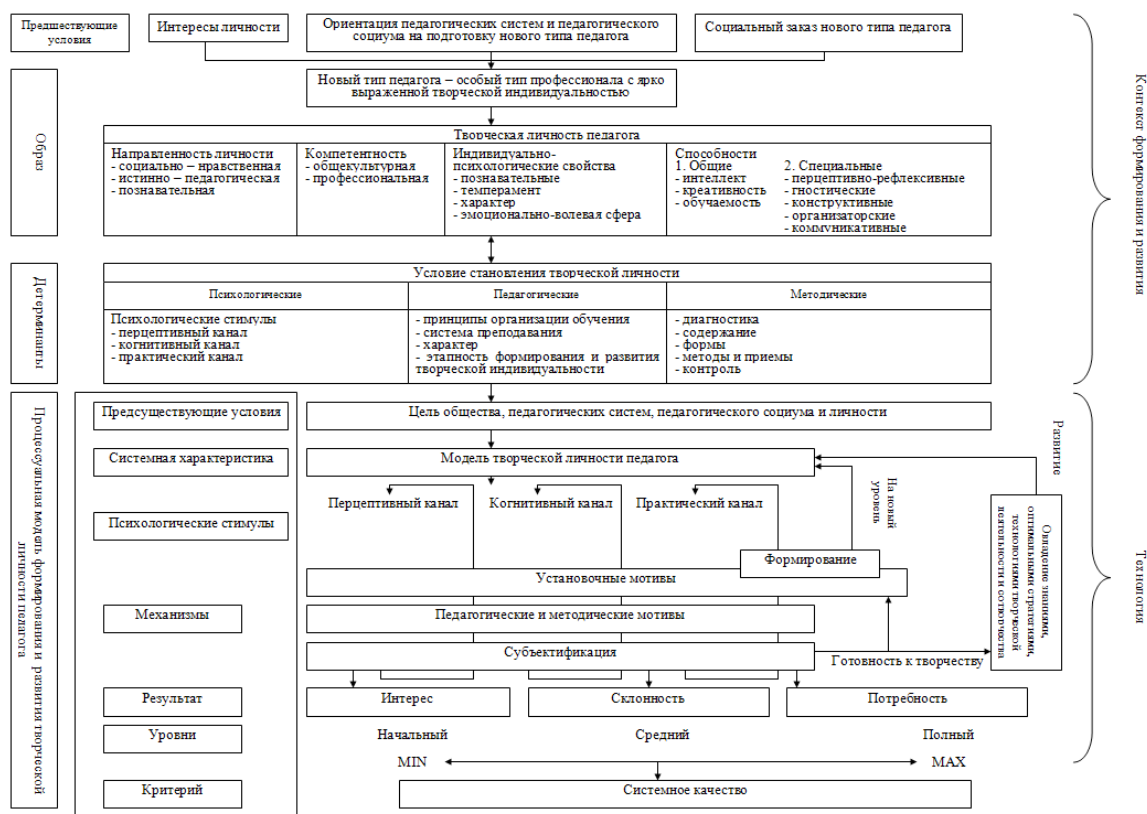 Предшествующие
условия
Интересы личности
Ориентация педагогических систем и педагогического
социума на подготовку нового типа педагога
Социальный заказ нового типа педагога
Новый тип педагога – особый тип профессионала с ярко
выраженной творческой индивидуальностью
Образ
Творческая личность педагога
Направленность личности
- социально – нравственная
- истинно – педагогическая
- познавательная
Компетентность
- общекультурная
- профессиональная
Индивидуально-
психологические свойства
- познавательные
- темперамент
- характер
- эмоционально-волевая сфера
Способности
1. Общие
- интеллект
- креативность
- обучаемость
2. Специальные
- перцептивно-рефлексивные
- гностические
- конструктивные
- организаторские
- коммуникативные
Контекст формирования и развития
Детерминанты
Условие становления творческой личности
Психологические
Педагогические
Методические
Психологические стимулы
- перцептивный канал
- когнитивный канал
- практический канал
- принципы организации обучения
- система преподавания
- характер
- этапность формирования и развития
творческой индивидуальности
- диагностика
- содержание
- формы
- методы и приемы
- контроль
Процессуальная модель формирования и развития творческой
личности педагога
Предсуществующие условия
Цель общества, педагогических систем, педагогического социума и личности
Системная характеристика
Модель творческой личности педагога
Развитие
Перцептивный канал
Когнитивный канал
Практический канал
На новый
уровень
Психологические стимулы
Формирование
Установочные мотивы
Овладение знаниями,
оптимальными стратегиями,
технологиями творческой
деятельности и сотворчества
Технология
Механизмы
Педагогические и методические мотивы
Субъектификация
Готовность к творчеству
Результат
Интерес
Склонность
Потребность
Уровни
Начальный
Средний
Полный
MIN
MAX
Критерий
Системное качество